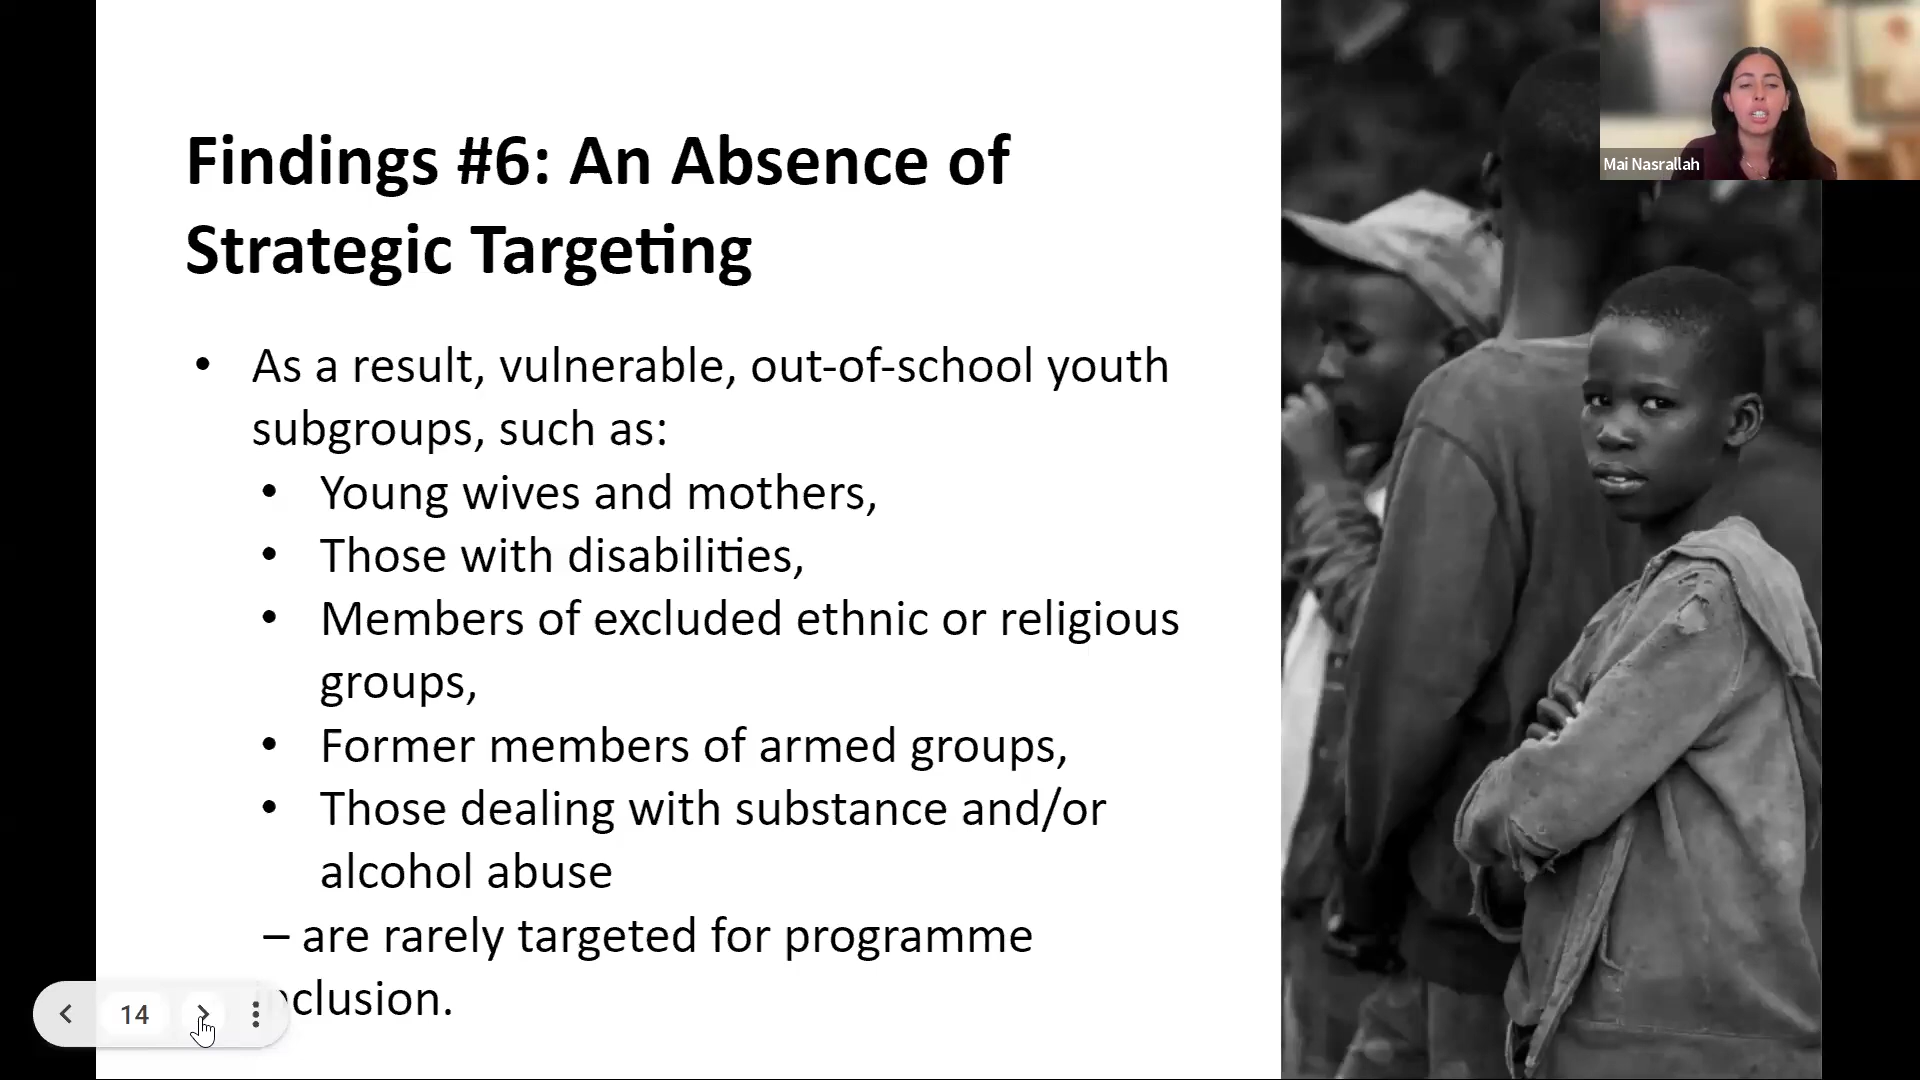 Findings #6: An Absence of
Strategic Targeting
• As a result, vulnerable, out-of-school youth
subgroups, such as:
• Young wives and mothers,
• Those with disabilities,
• Members of excluded ethnic or religious
groups,
• Former members of armed groups,
• Those dealing with substance and/or
alcohol abuse
– are rarely targeted for programme
inclusion.
14
Mai Nasrallah